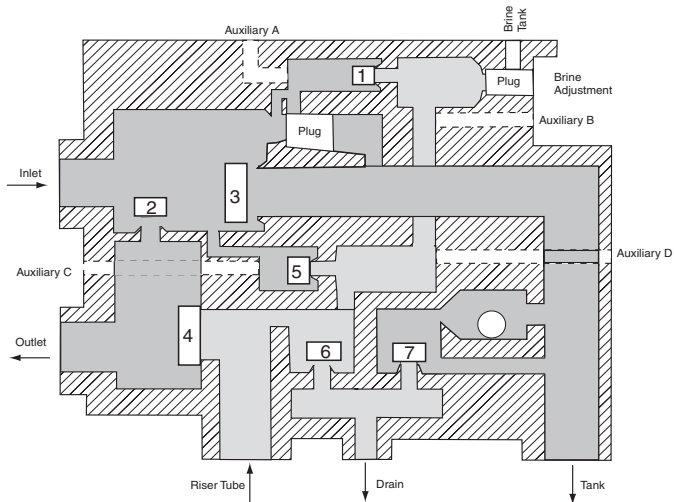 Auxiliary A
Brine
Tank
1
Plug
Brine
Adjustment
Auxiliary B
Plug
Inlet
2
3
Auxiliary C
5
Auxiliary D
Outlet
4
6
7
Riser Tube
Drain
Tank